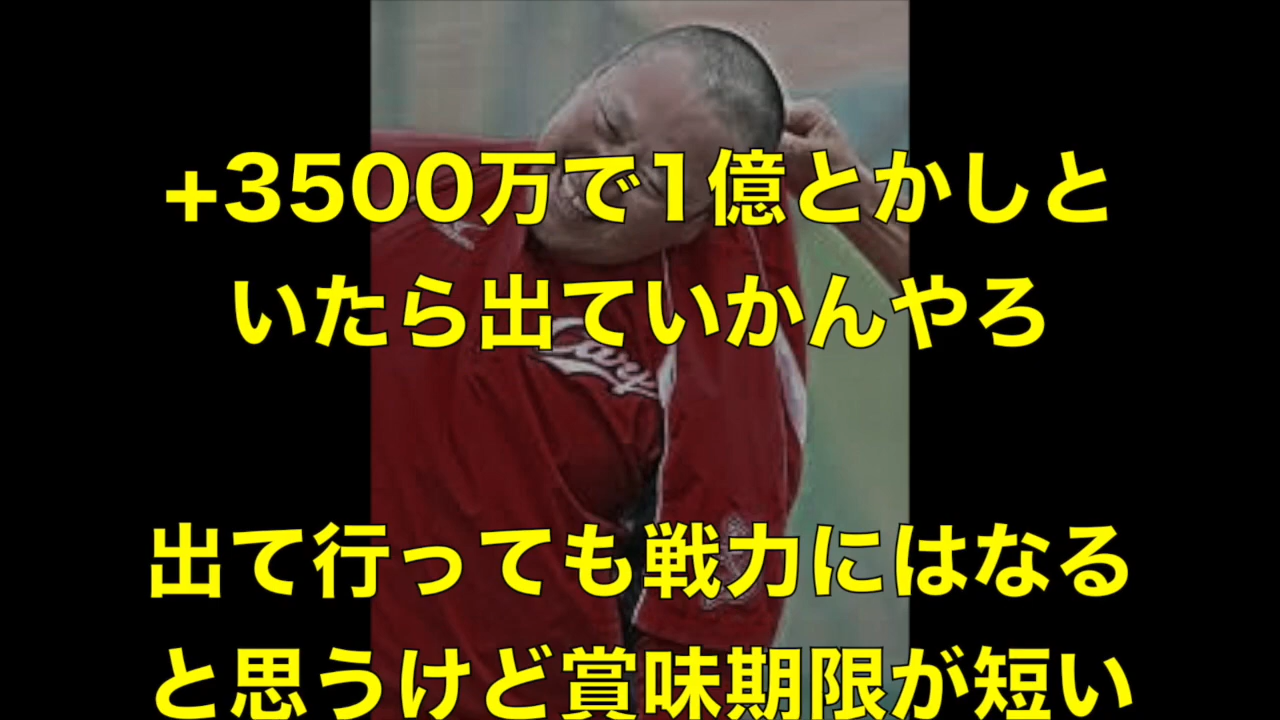 +3500万で1億とかしと
いたら出ていかんやろ
Carp
出て行っても戦力にはなる
と思うけど賞味期限が短い